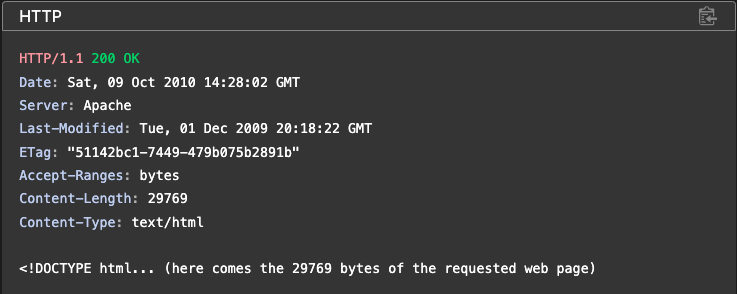 HTTP
HTTP/1.1 200 OK
Date: Sat, 09 Oct 2010 14:28:02 GMT
Server: Apache
Last-Modified: Tue, 01 Dec 2009 20:18:22 GMT
ETag: "51142bc1-7449-479b075b2891b"
Accept-Ranges: bytes
Content-Length: 29769
Content-Type: text/html
<!DOCTYPE html... (here comes the 29769 bytes of the requested web page)